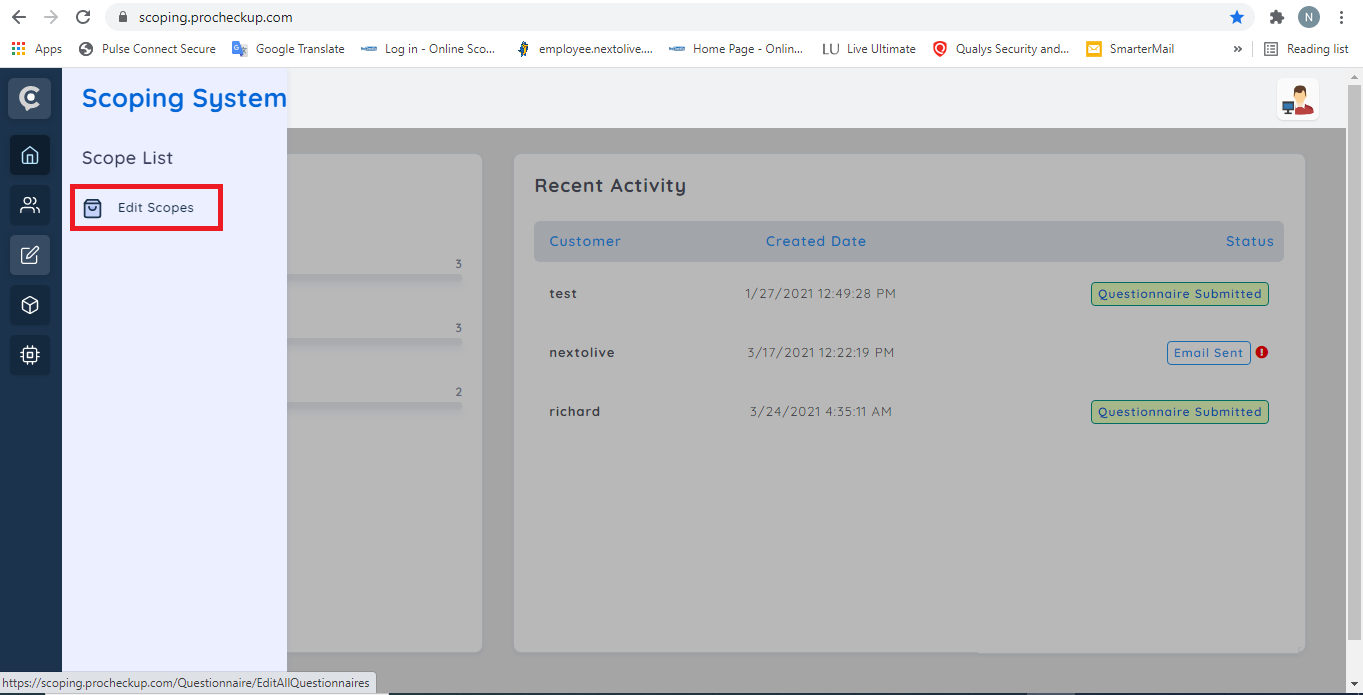 scoping.procheckup.com
N
Apps
Pulse Connect Secure
Google Translate
Log in - Online Sco...
employee.nextolive....
Home Page - Onlin...
LU Live Ultimate
Qualys Security and...
SmarterMail
»
Reading list
Scoping System
Scope List
Edit Scopes
3
3
2
Recent Activity
Customer Created Date Status
test 1/27/2021 12:49:28 PM Questionnaire Submitted
nextolive 3/17/2021 12:22:19 PM Email Sent
richard 3/24/2021 4:35:11 AM Questionnaire Submitted
https://scoping.procheckup.com/Questionnaire/EditAllQuestionnaires